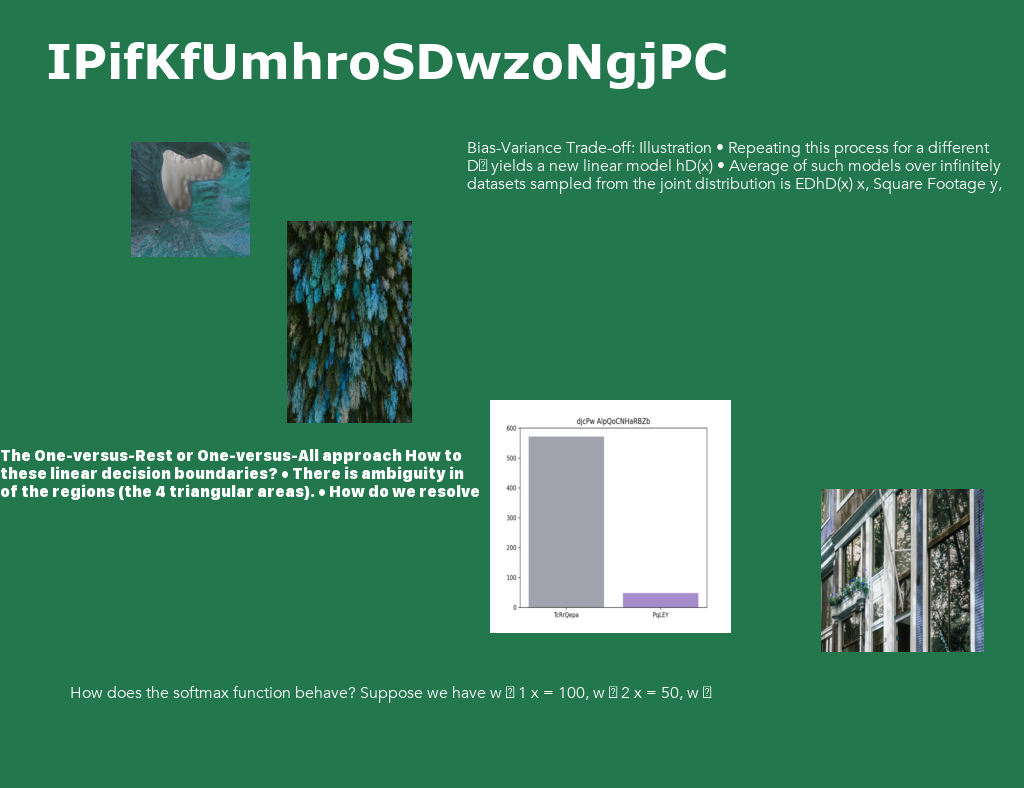 IPifKfUmhroSDwzoNgjPC
Bias-Variance Trade-off: Illustration • Repeating this process for a different
D⍰ yields a new linear model hD(x) • Average of such models over infinitely
datasets sampled from the joint distribution is EDhD(x) x, Square Footage y,
The One-versus-Rest or One-versus-All approach How to
these linear decision boundaries? • There is ambiguity in
of the regions (the 4 triangular areas). • How do we resolve
djcPw AlpQoCNHaRBZb
600
500
400
300
200
100
0
TcRrQepa PqLEY
How does the softmax function behave? Suppose we have w ⍰ 1 x = 100, w ⍰ 2 x = 50, w ⍰